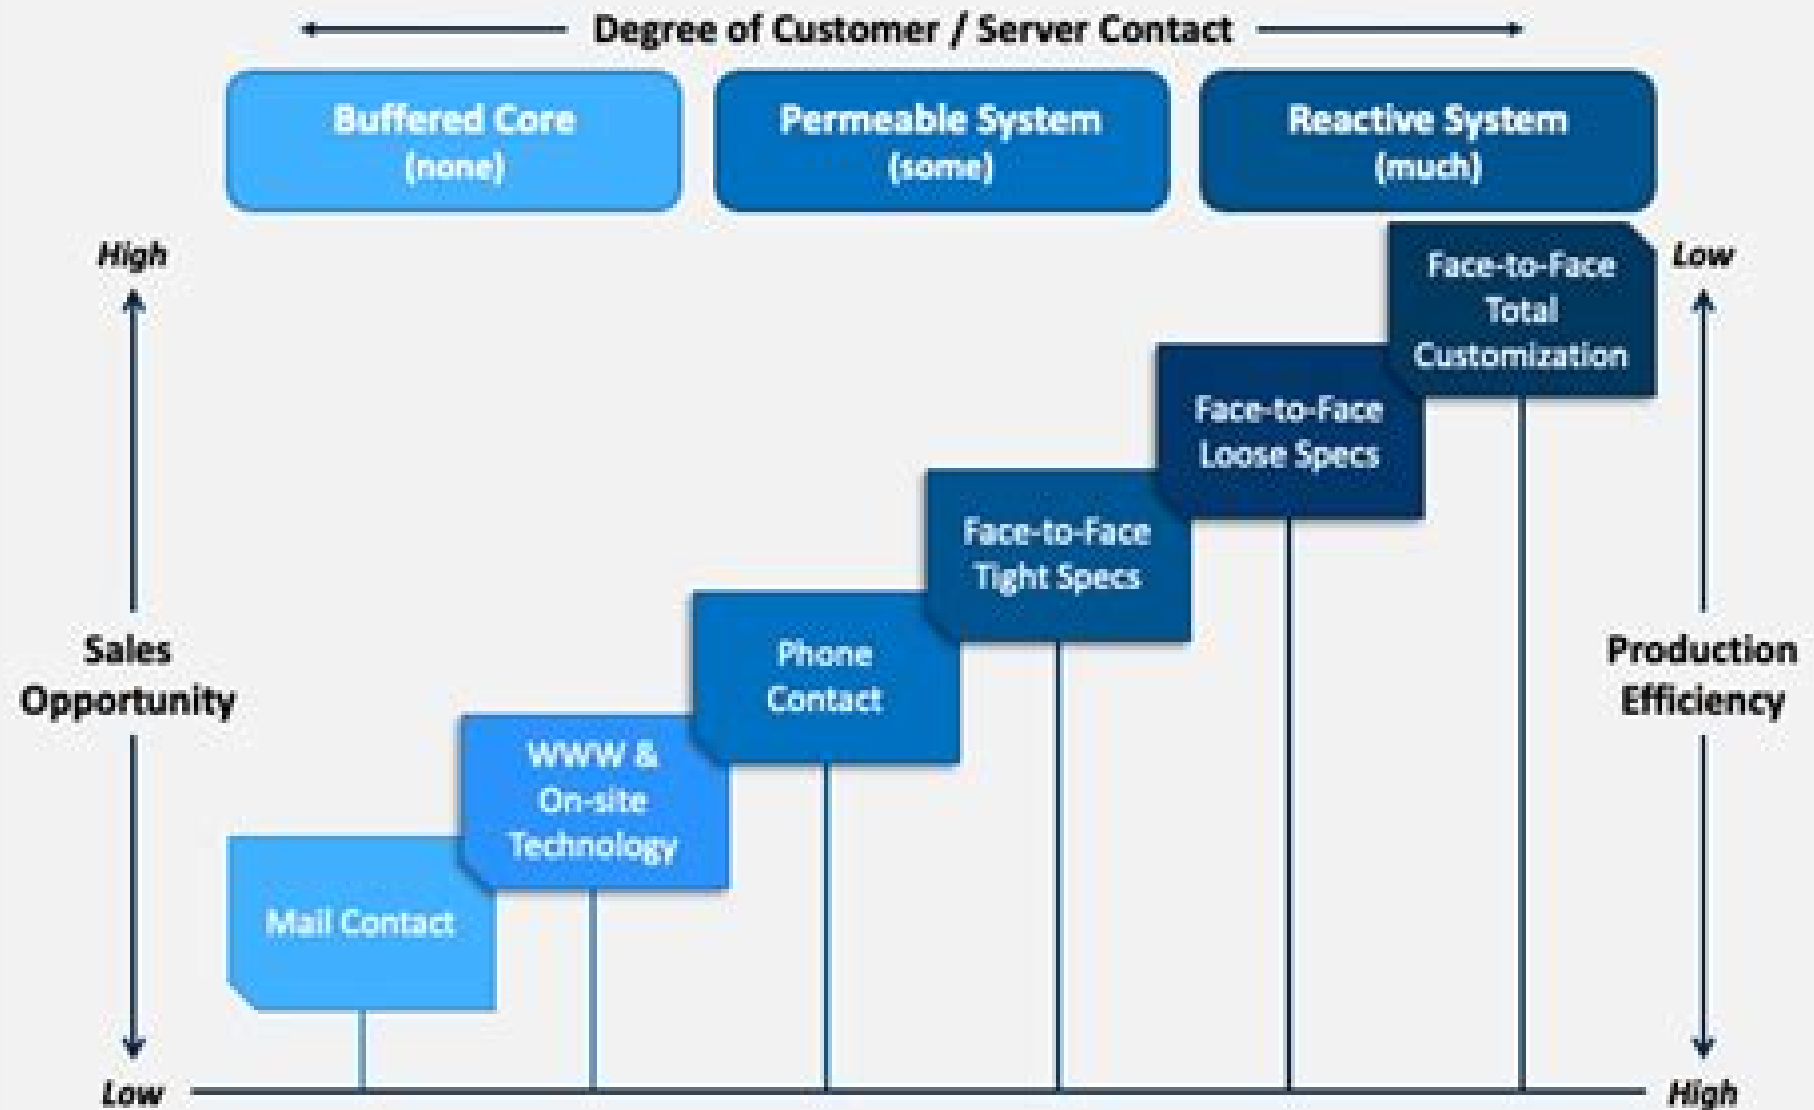 Degree of Customer / Server Contact
Buffered Core
(none)
Permeable System
(some)
Reactive System
(much)
High
Low
Face-to-Face
Total
Customization
Face-to-Face
Loose Specs
Face-to-Face
Tight Specs
Sales
Opportunity
Phone
Contact
Production
Efficiency
WWW &
On-site
Technology
Mail Contact
Low
High